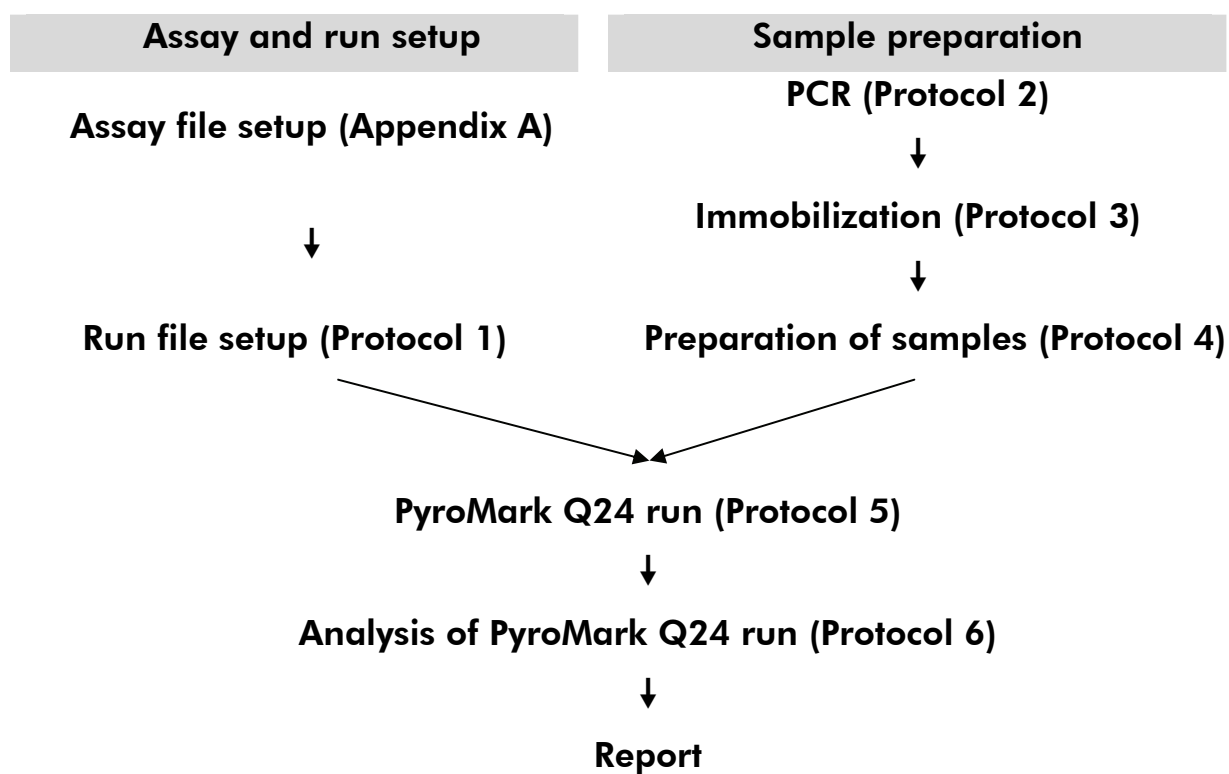 Assay and run setup
Sample preparation
Assay file setup (Appendix A)
PCR (Protocol 2)
Immobilization (Protocol 3)
Run file setup (Protocol 1)
Preparation of samples (Protocol 4)
PyroMark Q24 run (Protocol 5)
Analysis of PyroMark Q24 run (Protocol 6)
Report